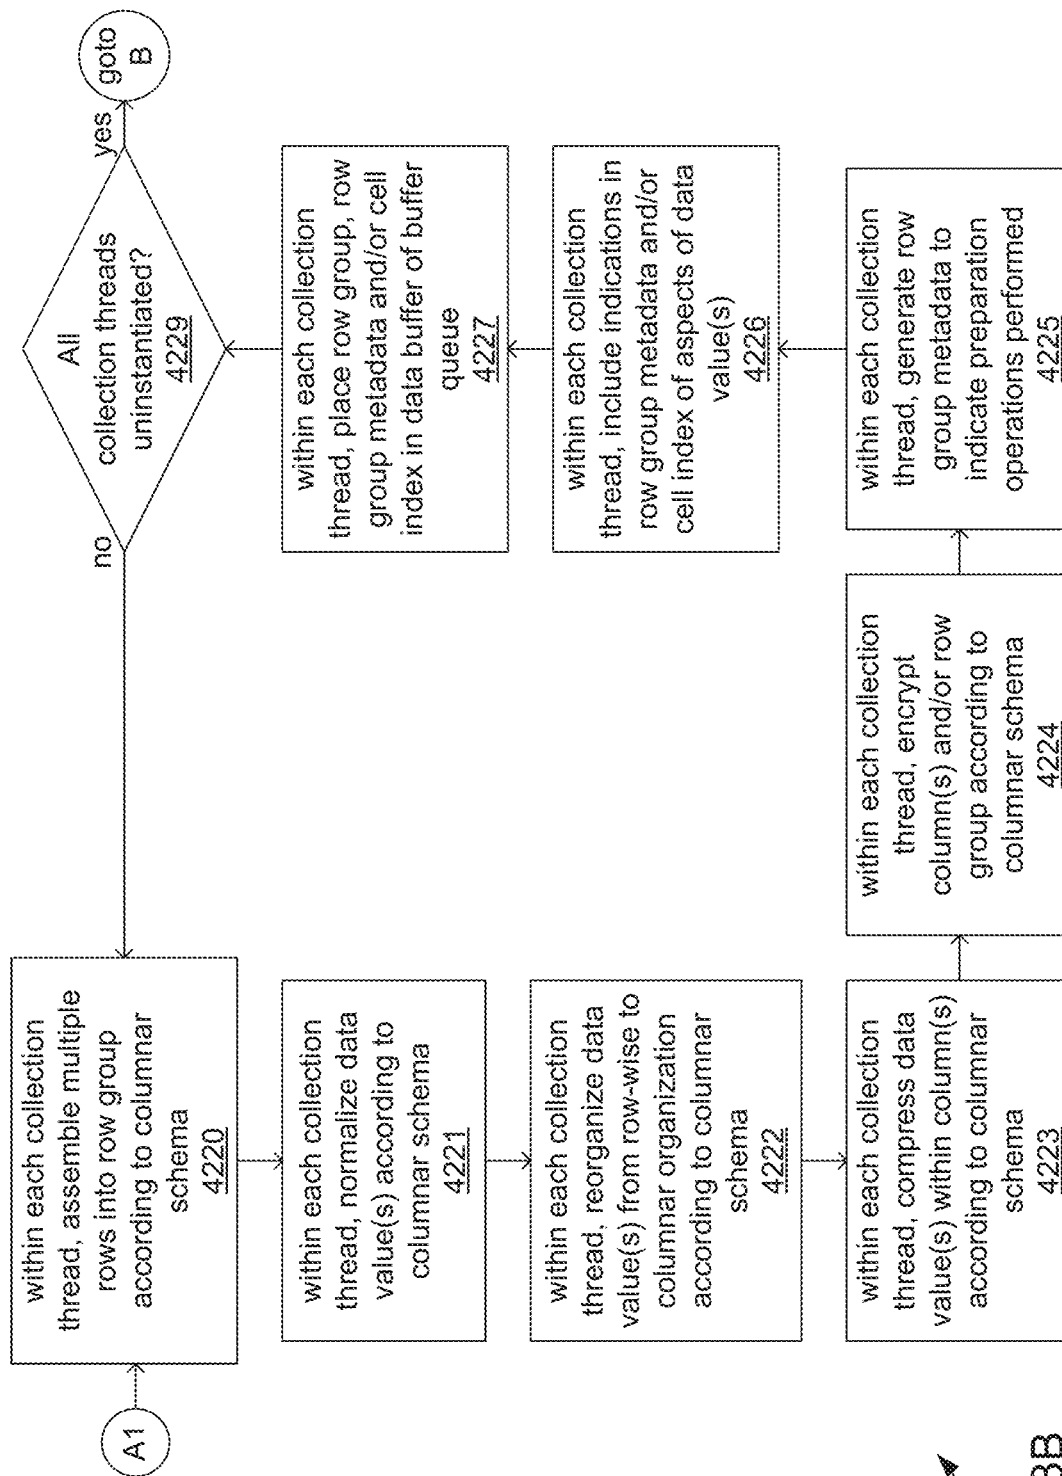 A1
within each collection
thread, assemble multiple
rows into row group
according to columnar
schema
4220
within each collection
thread, normalize data
value(s) according to
columnar schema
4221
within each collection
thread, reorganize data
value(s) from row-wise to
columnar organization
according to columnar
schema
4222
within each collection
thread, compress data
value(s) within column(s)
according to columnar
schema
4223
within each collection
thread, encrypt
column(s) and/or row
group according to
columnar schema
4224
within each collection
thread, generate row
group metadata to
indicate preparation
operations performed
4225
within each collection
thread, include indications in
row group metadata and/or
cell index of aspects of data
value(s)
4226
within each collection
thread, place row group, row
group metadata and/or cell
index in data buffer of buffer
queue
4227
All
collection threads
uninstantiated?
4229
no
yes
goto
B